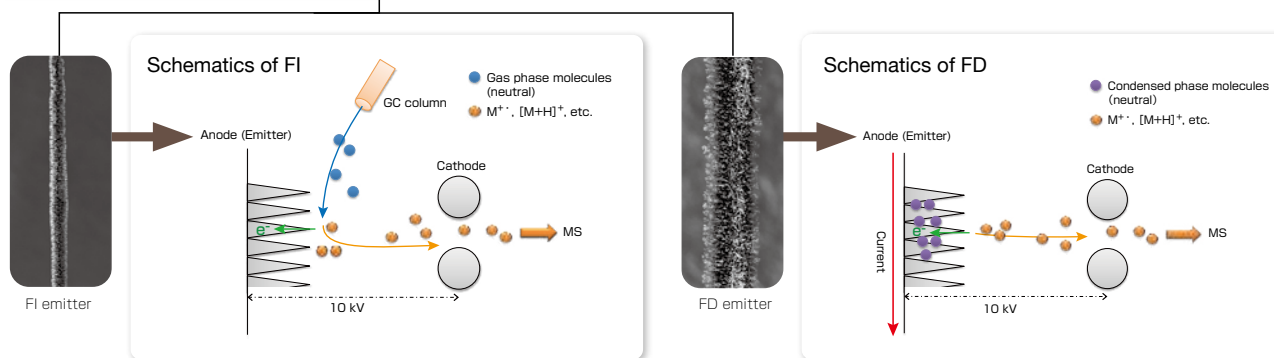 Schematics of FI
GC column
Gas phase molecules
(neutral)
M⁺˙, [M+H]⁺, etc.
Anode (Emitter)
Cathode
e⁻
MS
10 kV
FI emitter
Schematics of FD
Condensed phase molecules
(neutral)
M⁺˙, [M+H]⁺, etc.
Anode (Emitter)
Cathode
e⁻
Current
MS
10 kV
FD emitter